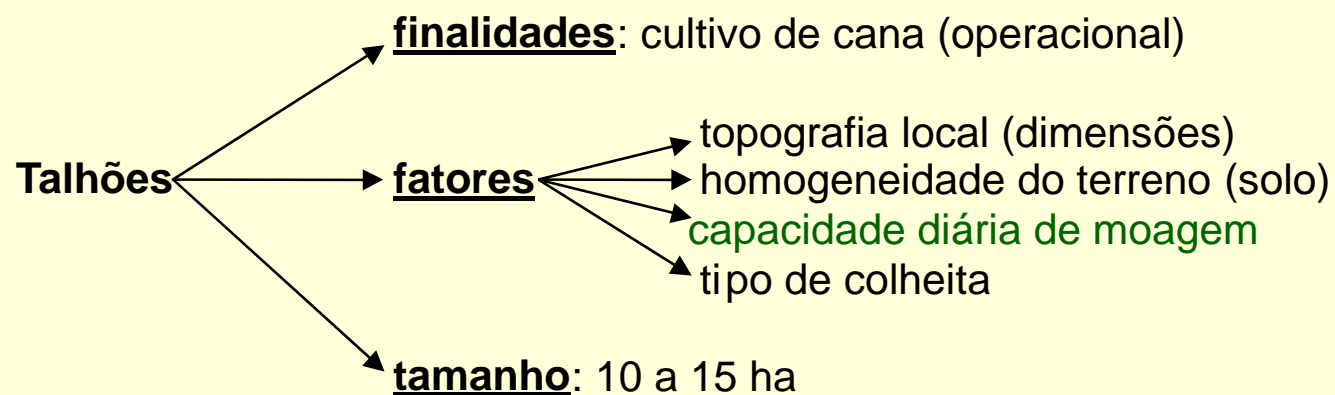 finalidades: cultivo de cana (operacional)
topografia local (dimensões)
Talhões
fatores
homogeneidade do terreno (solo)
capacidade diária de moagem
tipo de colheita
tamanho: 10 a 15 ha